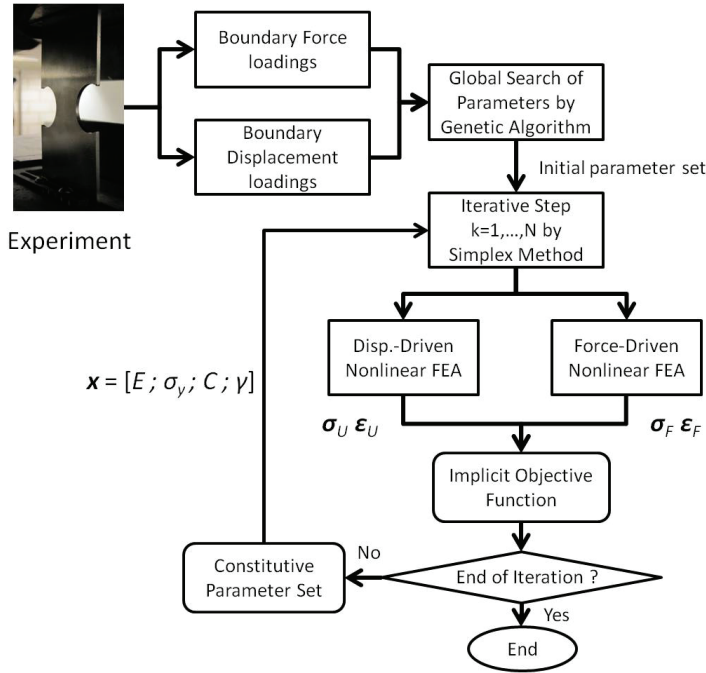 Boundary Force
loadings
Boundary
Displacement
loadings
Global Search of
Parameters by
Genetic Algorithm
Initial parameter set
Experiment
Iterative Step
k=1,...,N by
Simplex Method
Disp.-Driven
Nonlinear FEA
Force-Driven
Nonlinear FEA
x = [E ; σy ; C ; γ]
σU εU
σF εF
Implicit Objective
Function
No
End of Iteration ?
Constitutive
Parameter Set
Yes
End